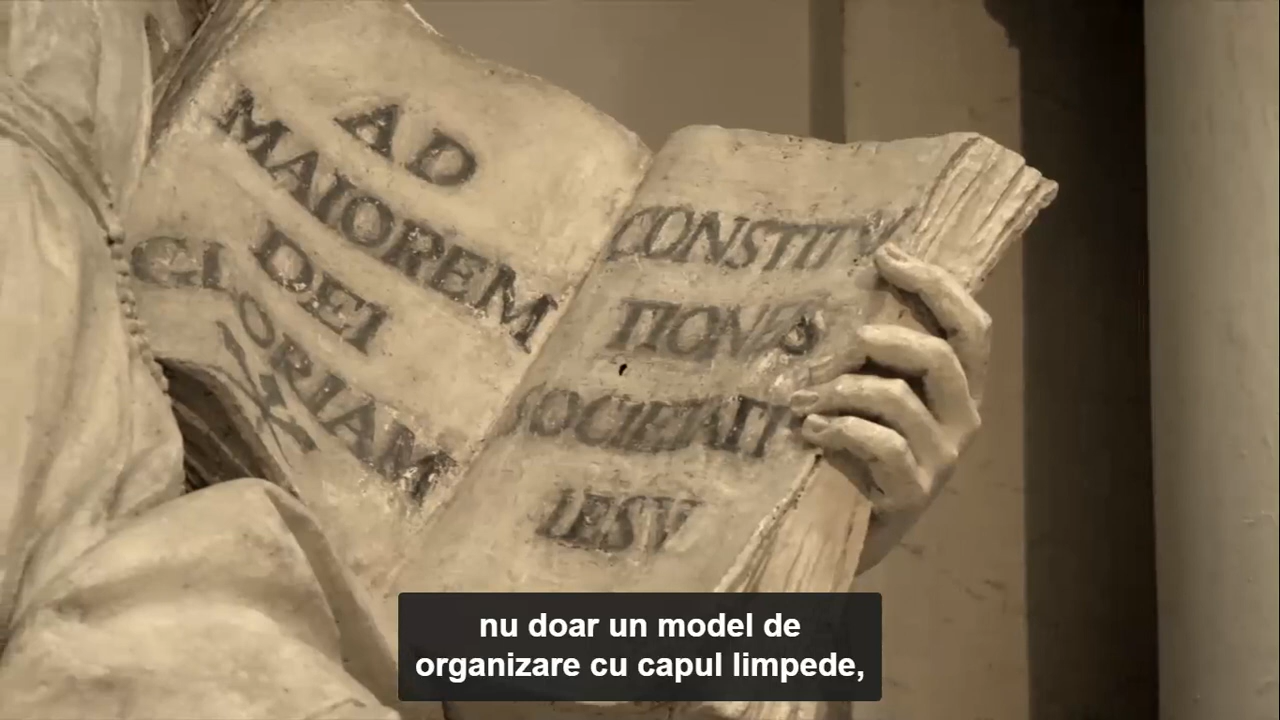 AD
MAIOREM
DEI
GLORIAM
CONSTITV
TIONES
SOCIETATIS
IESV
nu doar un model de
organizare cu capul limpede,